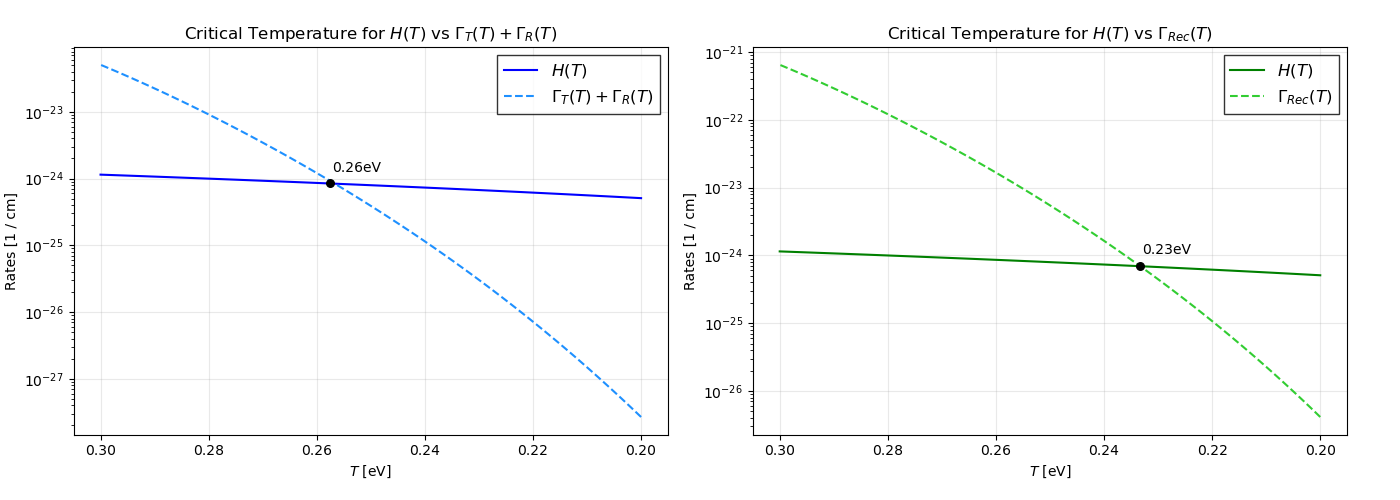 Critical Temperature for H(T) vs Γ_T(T) + Γ_R(T)
H(T)
Γ_T(T) + Γ_R(T)
0.26eV
Rates [1 / cm]
10⁻²³
10⁻²⁴
10⁻²⁵
10⁻²⁶
10⁻²⁷
0.30 0.28 0.26 0.24 0.22 0.20
T [eV]
Critical Temperature for H(T) vs Γ_Rec(T)
H(T)
Γ_Rec(T)
0.23eV
Rates [1 / cm]
10⁻²¹
10⁻²²
10⁻²³
10⁻²⁴
10⁻²⁵
10⁻²⁶
0.30 0.28 0.26 0.24 0.22 0.20
T [eV]